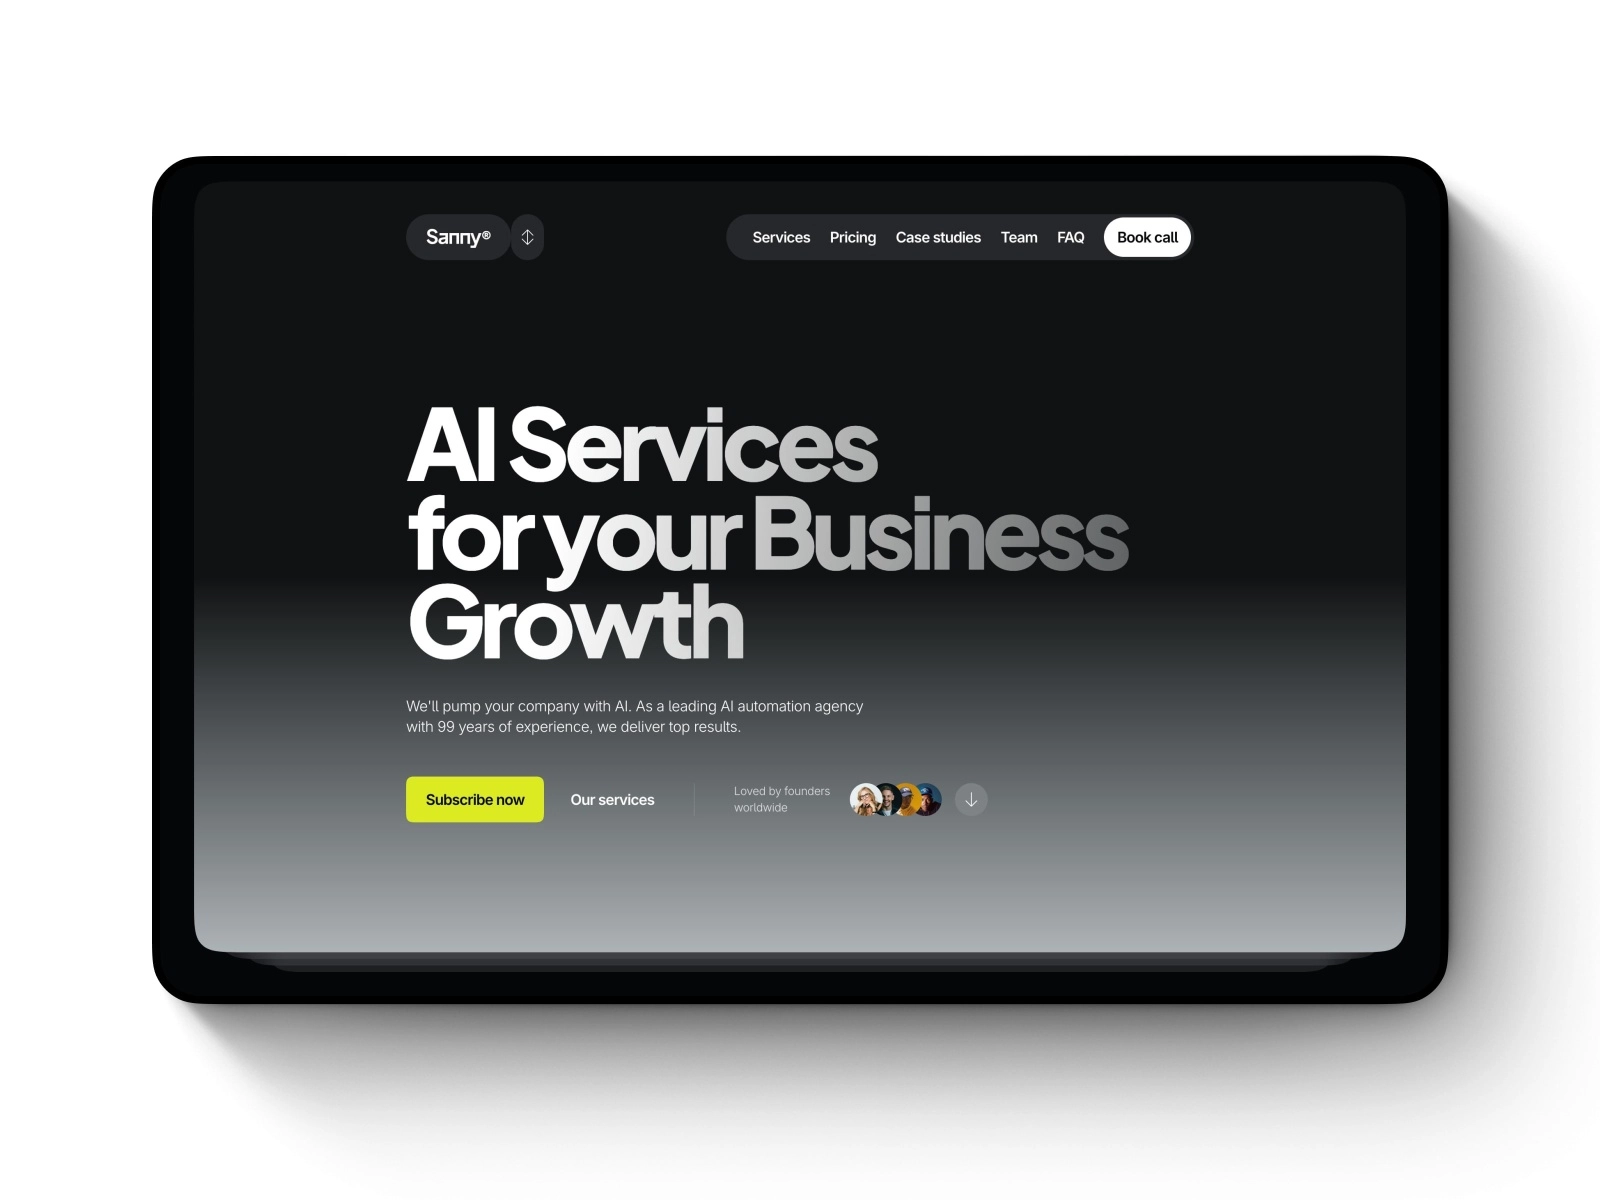 Sanny®
Services Pricing Case studies Team FAQ Book call
AI Services
for your Business
Growth
We'll pump your company with AI. As a leading AI automation agency
with 99 years of experience, we deliver top results.
Subscribe now
Our services
Loved by founders
worldwide